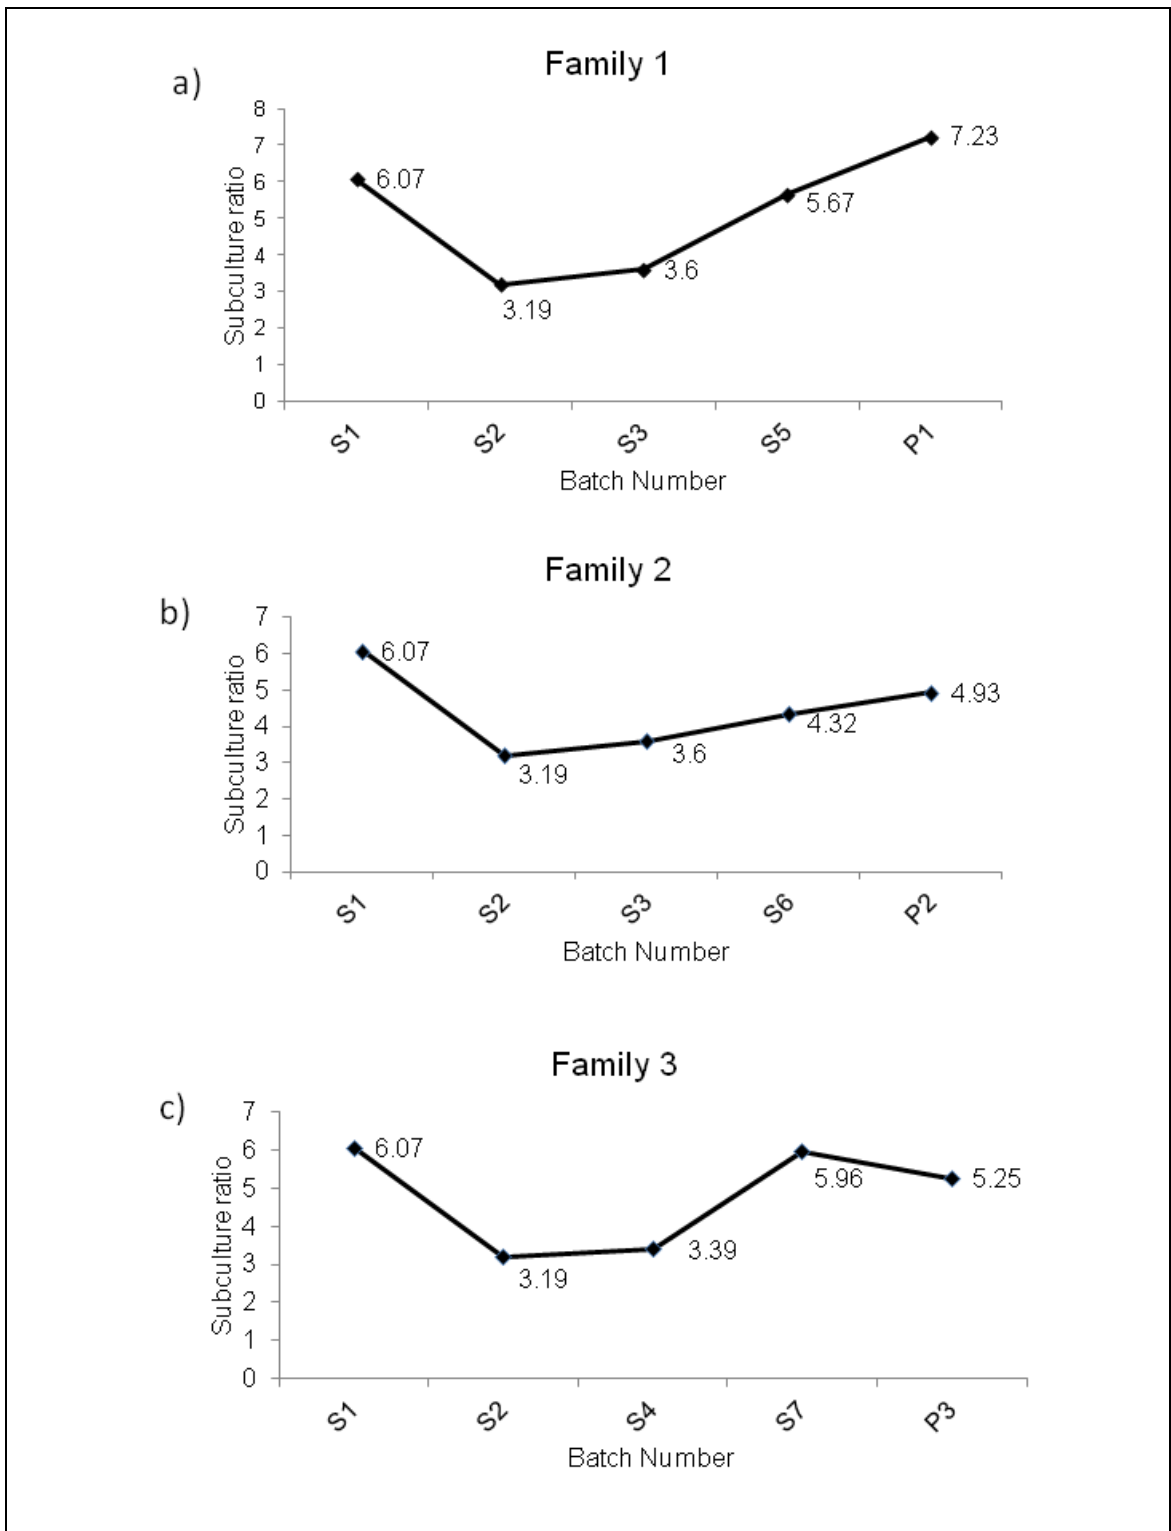 Family 1
a)
8
7
6
5
4
3
2
1
0
Subculture ratio
6.07
3.19
3.6
5.67
7.23
S1 S2 S3 S5 P1
Batch Number
Family 2
b)
7
6
5
4
3
2
1
0
Subculture ratio
6.07
3.19
3.6
4.32
4.93
S1 S2 S3 S6 P2
Batch Number
Family 3
c)
7
6
5
4
3
2
1
0
Subculture ratio
6.07
3.19
3.39
5.96
5.25
S1 S2 S4 S7 P3
Batch Number